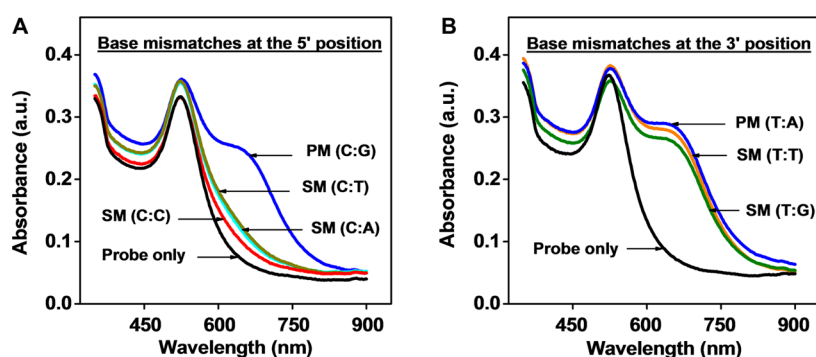 A
Base mismatches at the 5' position
0.4
0.3
0.2
0.1
0.0
Absorbance (a.u.)
PM (C:G)
SM (C:T)
SM (C:C)
SM (C:A)
Probe only
450 600 750 900
Wavelength (nm)
B
Base mismatches at the 3' position
0.4
0.3
0.2
0.1
0.0
Absorbance (a.u.)
PM (T:A)
SM (T:T)
SM (T:G)
Probe only
450 600 750 900
Wavelength (nm)